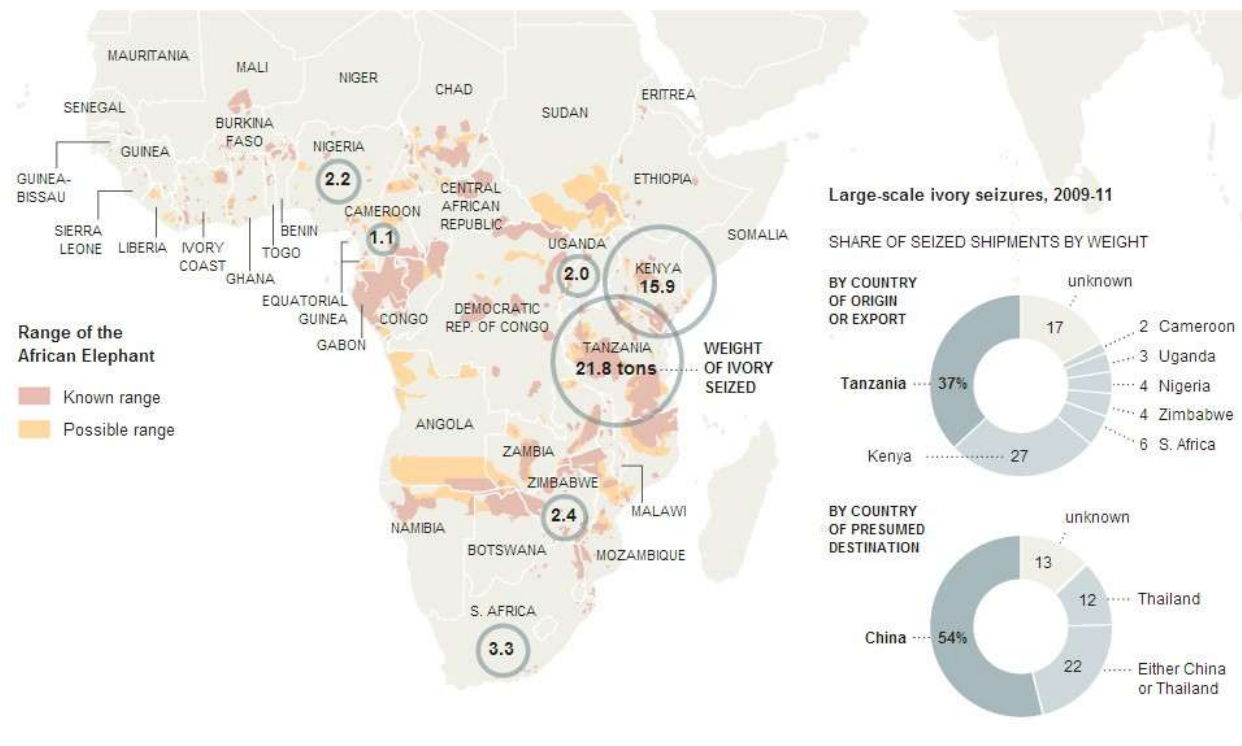 MAURITANIA
MALI
NIGER
CHAD
SUDAN
ERITREA
SENEGAL
BURKINA
FASO
NIGERIA
2.2
GUINEA
GUINEA-
BISSAU
SIERRA
LEONE
LIBERIA
IVORY
COAST
GHANA
TOGO
BENIN
CAMEROON
1.1
CENTRAL
AFRICAN
REPUBLIC
ETHIOPIA
SOMALIA
UGANDA
2.0
KENYA
15.9
EQUATORIAL
GUINEA
GABON
CONGO
DEMOCRATIC
REP. OF CONGO
TANZANIA
21.8 tons
WEIGHT
OF IVORY
SEIZED
Range of the
African Elephant
Known range
Possible range
ANGOLA
ZAMBIA
ZIMBABWE
2.4
MALAWI
NAMIBIA
BOTSWANA
MOZAMBIQUE
S. AFRICA
3.3
Large-scale ivory seizures, 2009-11
SHARE OF SEIZED SHIPMENTS BY WEIGHT
BY COUNTRY
OF ORIGIN
OR EXPORT
unknown
17
2 Cameroon
3 Uganda
4 Nigeria
4 Zimbabwe
6 S. Africa
Tanzania 37%
Kenya 27
BY COUNTRY
OF PRESUMED
DESTINATION
unknown
13
12 Thailand
China 54%
22 Either China
or Thailand